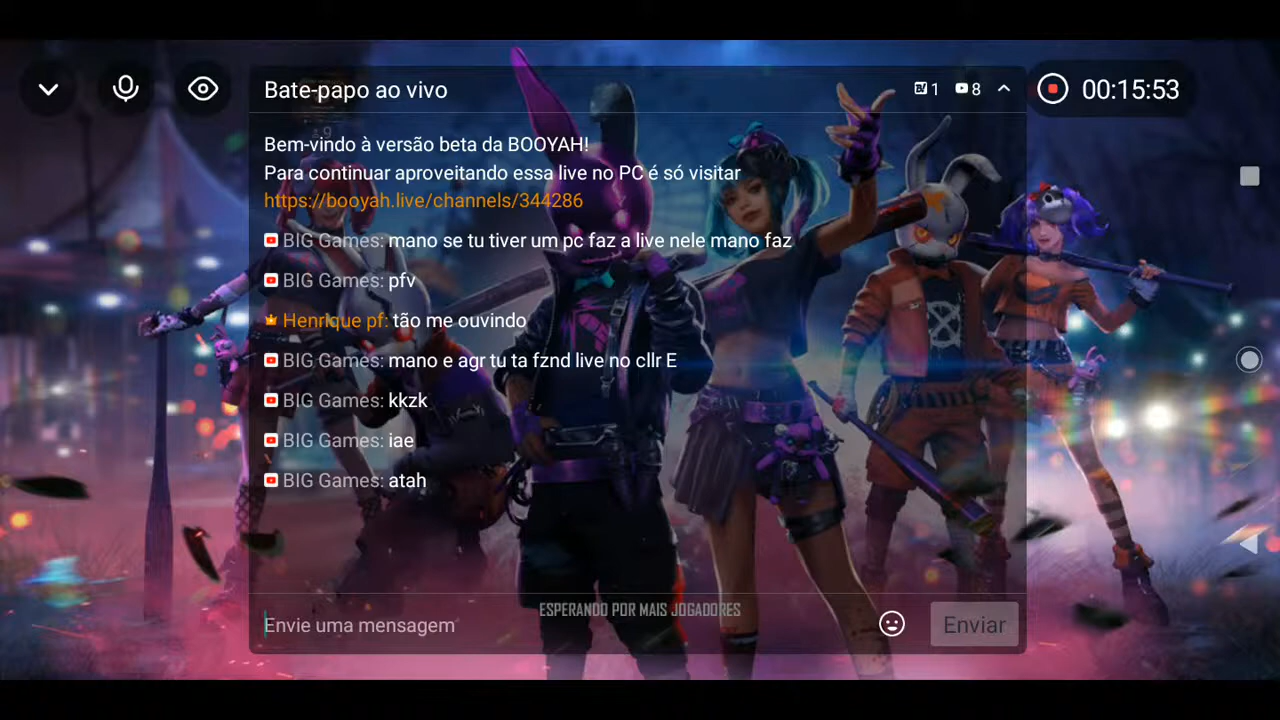 Bate-papo ao vivo
1
8
00:15:53
9
Bem-vindo à versão beta da BOOYAH!
Para continuar aproveitando essa live no PC é só visitar
https://booyah.live/channels/344286
BIG Games: mano se tu tiver um pc faz a live nele mano faz
BIG Games: pfv
Henrique pf: tão me ouvindo
BIG Games: mano e agr tu ta fznd live no cllr E
BIG Games: kkzk
BIG Games: iae
BIG Games: atah
ESPERANDO POR MAIS JOGADORES
Envie uma mensagem
Enviar